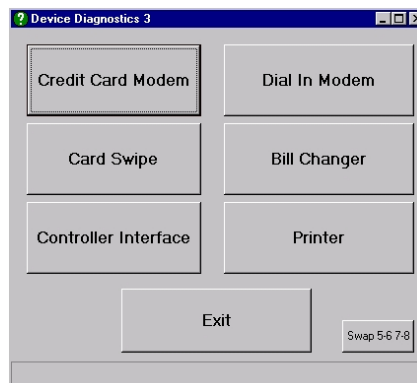 Device Diagnostics 3
Credit Card Modem
Dial In Modem
Card Swipe
Bill Changer
Controller Interface
Printer
Exit
Swap 5-6 7-8